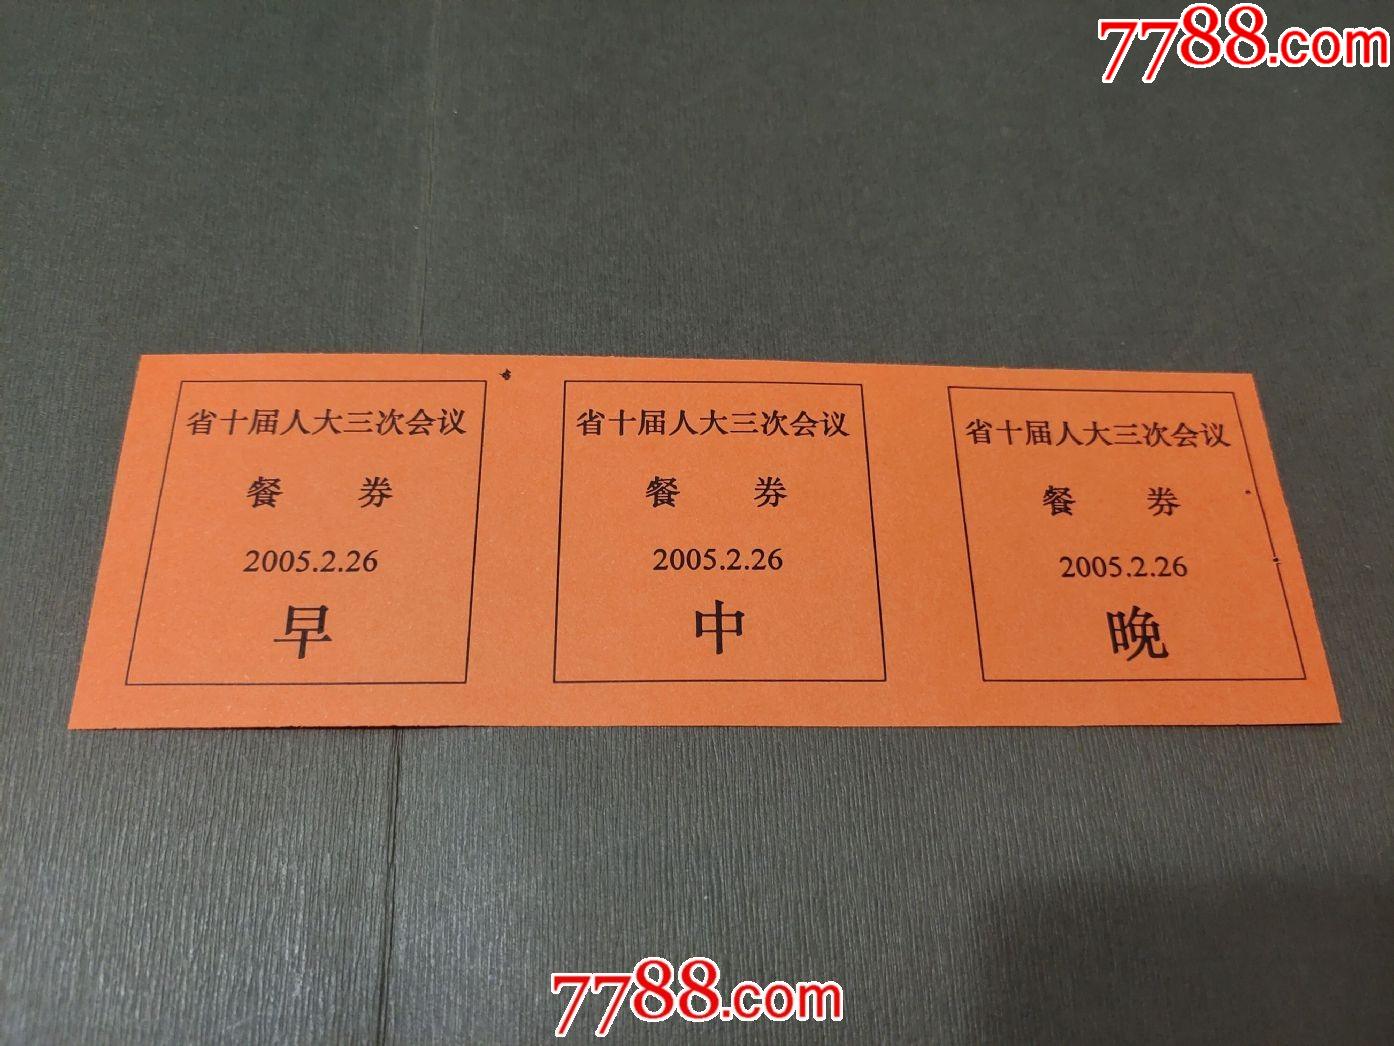 7788.com
省十届人大三次会议
餐 券
2005.2.26
早
省十届人大三次会议
餐 券
2005.2.26
中
省十届人大三次会议
餐 券
2005.2.26
晚
7788.com